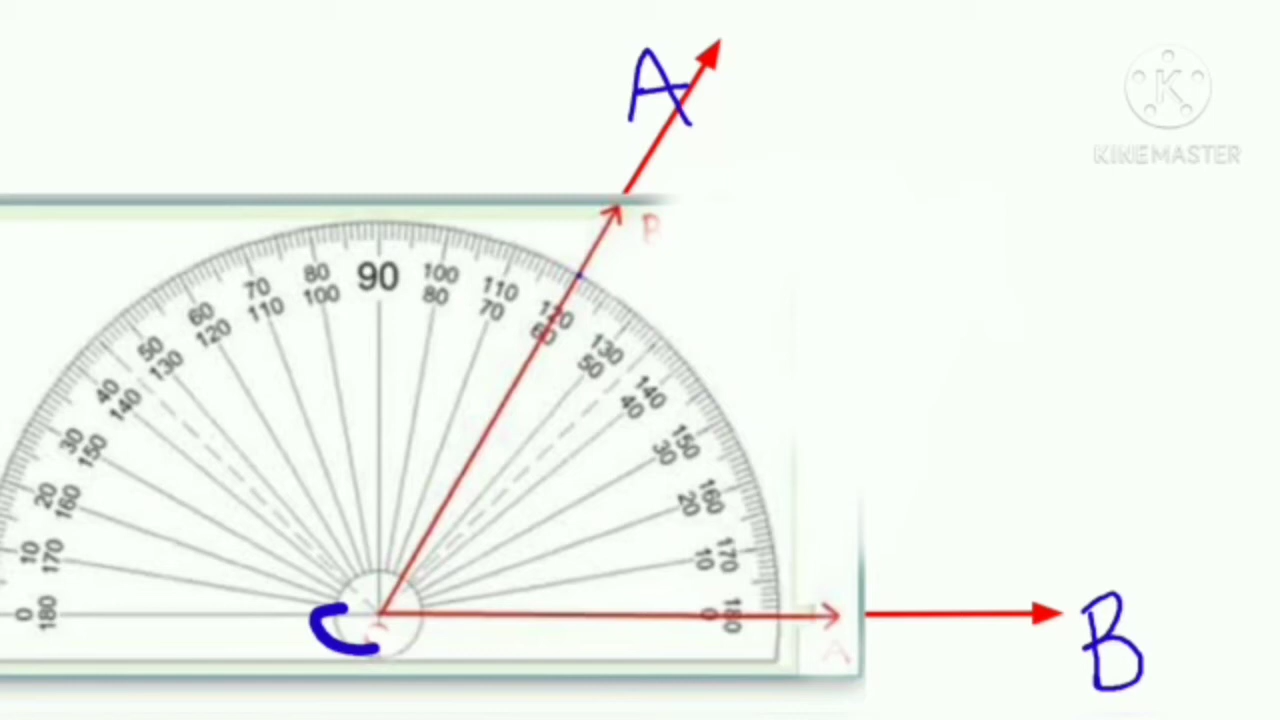 A
K
KINEMASTER
B
90
80 100
100 80
70 110
110 70
60 120
120 60
50 130
130 50
40 140
140 40
30 150
150 30
20 160
160 20
10 170
170 10
0 180
180 0
C
A
B